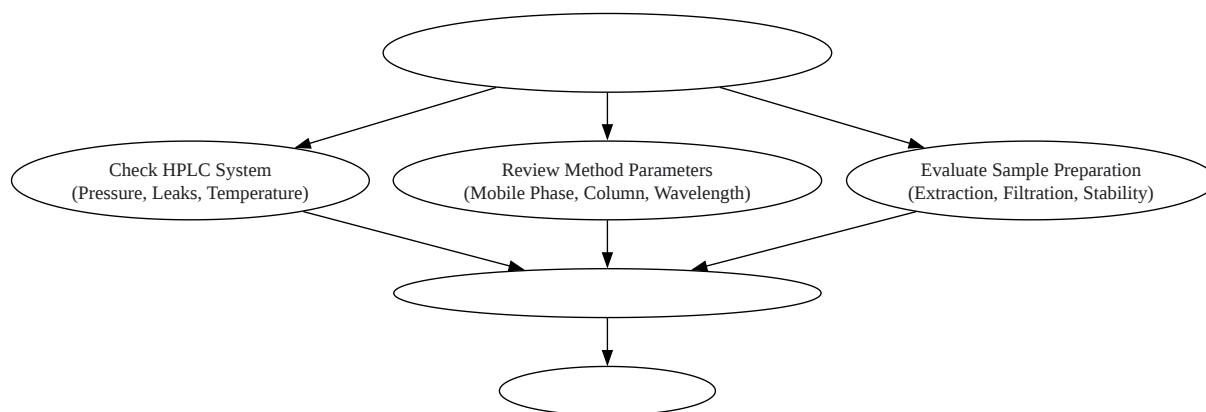 Check HPLC System
(Pressure, Leaks, Temperature)
Review Method Parameters
(Mobile Phase, Column, Wavelength)
Evaluate Sample Preparation
(Extraction, Filtration, Stability)